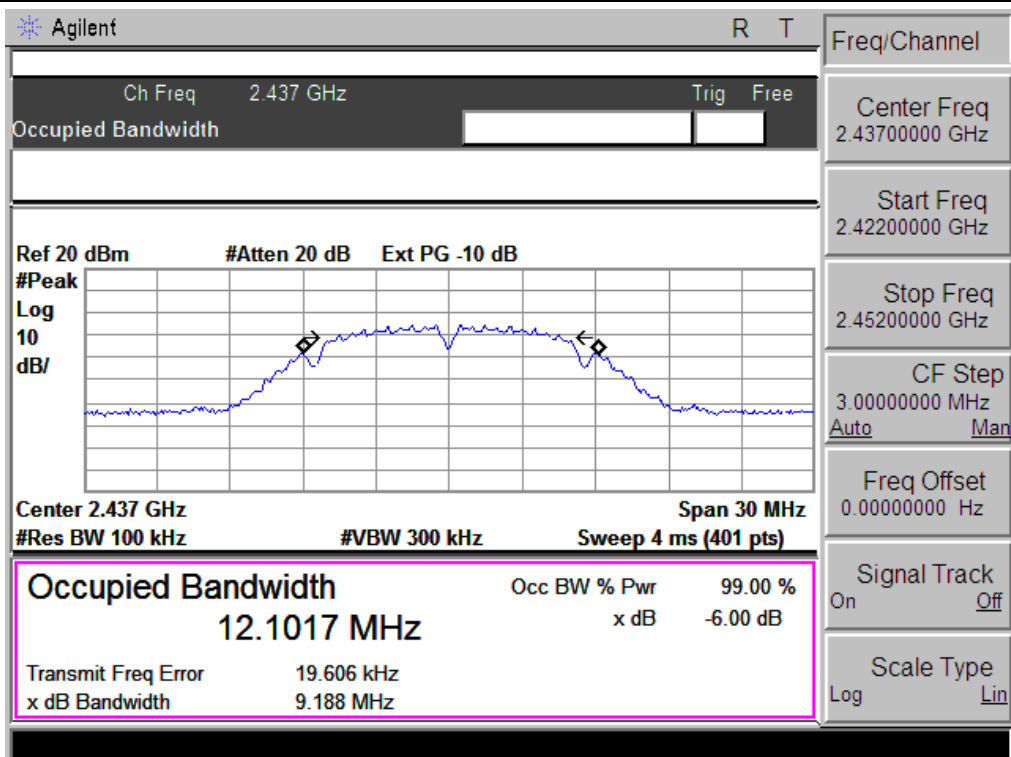 Agilent R T
Ch Freq 2.437 GHz Trig Free
Occupied Bandwidth
Ref 20 dBm #Atten 20 dB Ext PG -10 dB
#Peak
Log
10
dB/
Center 2.437 GHz Span 30 MHz
#Res BW 100 kHz #VBW 300 kHz Sweep 4 ms (401 pts)
Occupied Bandwidth Occ BW % Pwr 99.00 %
12.1017 MHz x dB -6.00 dB
Transmit Freq Error 19.606 kHz
x dB Bandwidth 9.188 MHz
Freq/Channel
Center Freq
2.43700000 GHz
Start Freq
2.42200000 GHz
Stop Freq
2.45200000 GHz
CF Step
3.00000000 MHz
Auto Man
Freq Offset
0.00000000 Hz
Signal Track
On Off
Scale Type
Log Lin